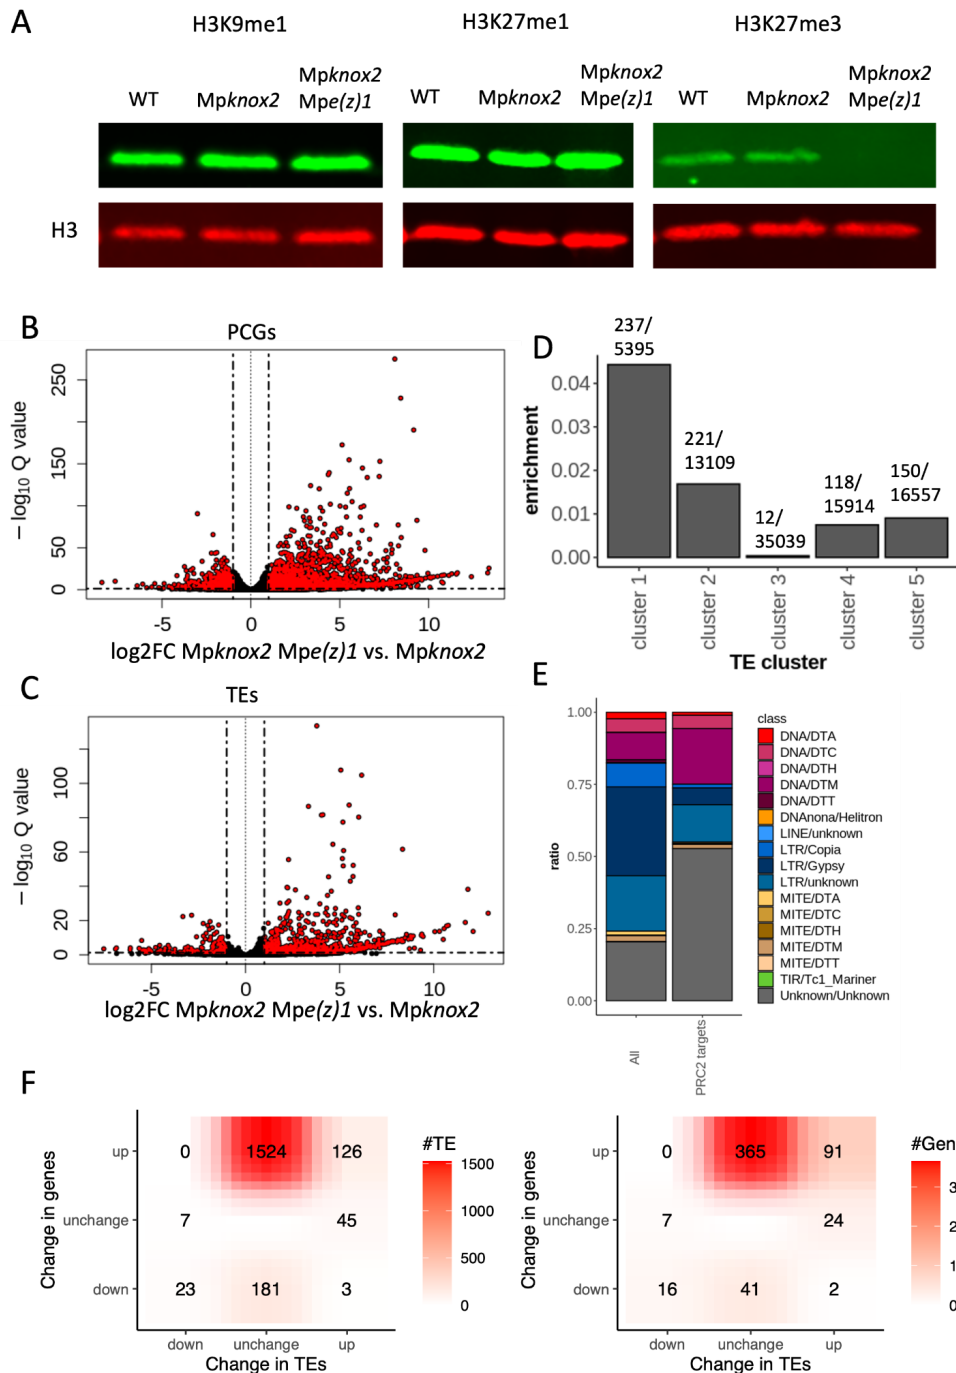 A
H3K9me1
H3K27me1
H3K27me3
WT
Mpknox2
Mpknox2
Mpe(z)1
WT
Mpknox2
Mpknox2
Mpe(z)1
WT
Mpknox2
Mpknox2
Mpe(z)1
H3
B
PCGs
− log10 Q value
0
50
150
250
-5
0
5
10
log2FC Mpknox2 Mpe(z)1 vs. Mpknox2
C
TEs
− log10 Q value
0
20
60
100
-5
0
5
10
log2FC Mpknox2 Mpe(z)1 vs. Mpknox2
D
enrichment
0.04
0.03
0.02
0.01
0.00
237/
5395
221/
13109
12/
35039
118/
15914
150/
16557
cluster 1
cluster 2
cluster 3
cluster 4
cluster 5
TE cluster
E
ratio
1.00
0.75
0.50
0.25
0.00
All
PRC2 targets
class
DNA/DTA
DNA/DTC
DNA/DTH
DNA/DTM
DNA/DTT
DNAnona/Helitron
LINE/unknown
LTR/Copia
LTR/Gypsy
LTR/unknown
MITE/DTA
MITE/DTC
MITE/DTH
MITE/DTM
MITE/DTT
TIR/Tc1_Mariner
Unknown/Unknown
F
Change in genes
up
unchange
down
0
1524
126
7
45
23
181
3
down
unchange
up
Change in TEs
#TE
1500
1000
500
0
Change in genes
up
unchange
down
0
365
91
7
24
16
41
2
down
unchange
up
Change in TEs
#Gen
3
2
1
0